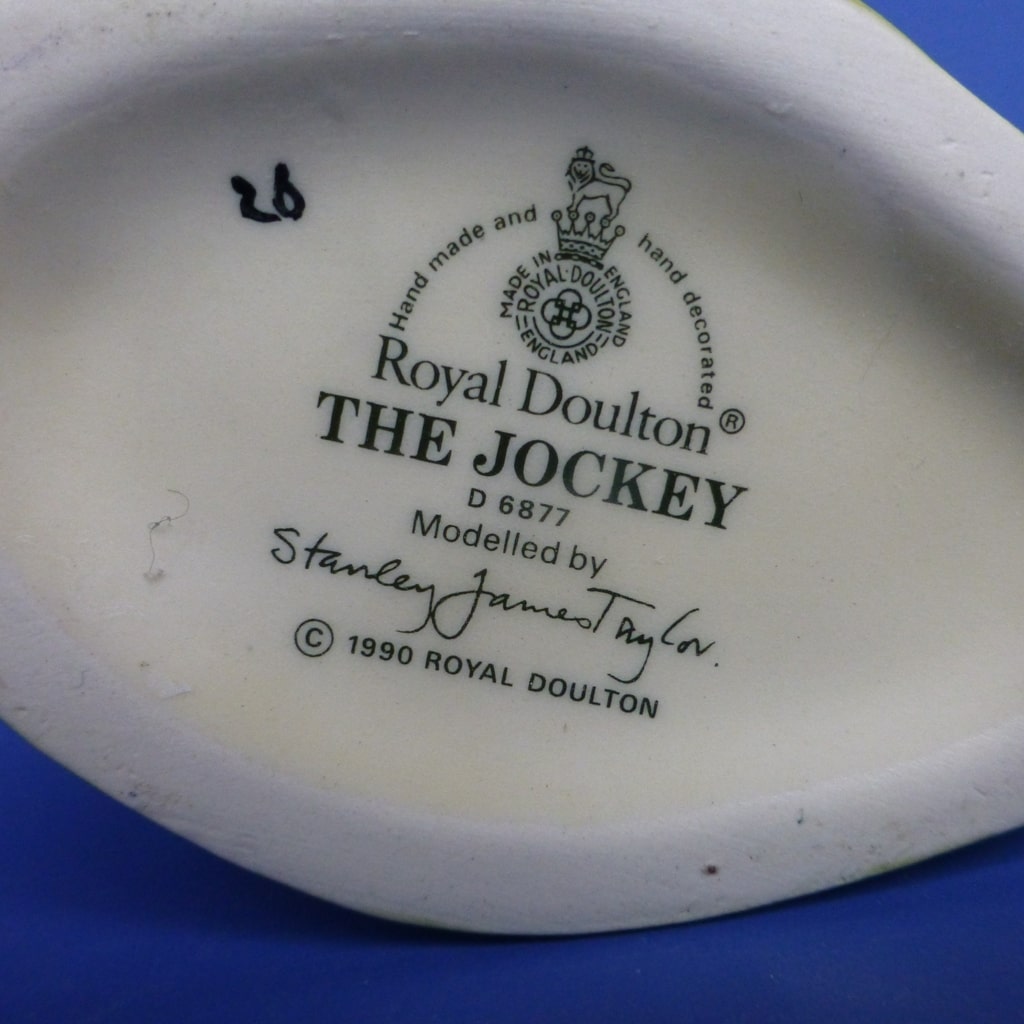 26
Hand made and hand decorated
MADE IN ENGLAND
ROYAL·DOULTON
ENGLAND
Royal Doulton®
THE JOCKEY
D 6877
Modelled by
Stanley James Taylor.
© 1990 ROYAL DOULTON